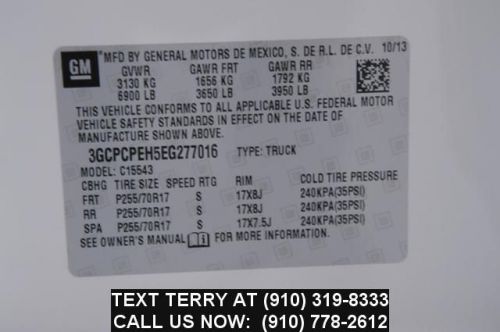 GM
MFD BY GENERAL MOTORS DE MEXICO, S. DE R.L. DE C.V. 10/13
GVWR GAWR FRT GAWR RR
3130 KG 1656 KG 1792 KG
6900 LB 3650 LB 3950 LB
THIS VEHICLE CONFORMS TO ALL APPLICABLE U.S. FEDERAL MOTOR
VEHICLE SAFETY STANDARDS IN EFFECT ON THE DATE OF
MANUFACTURE SHOWN ABOVE.
3GCPCPEH5EG277016 TYPE: TRUCK
MODEL: C15543
CBHG TIRE SIZE SPEED RTG RIM COLD TIRE PRESSURE
FRT P255/70R17 S 17X8J 240KPA(35PSI)
RR P255/70R17 S 17X8J 240KPA(35PSI)
SPA P255/70R17 S 17X7.5J 240KPA(35PSI)
SEE OWNER'S MANUAL FOR MORE INFORMATION.
TEXT TERRY AT (910) 319-8333
CALL US NOW: (910) 778-2612